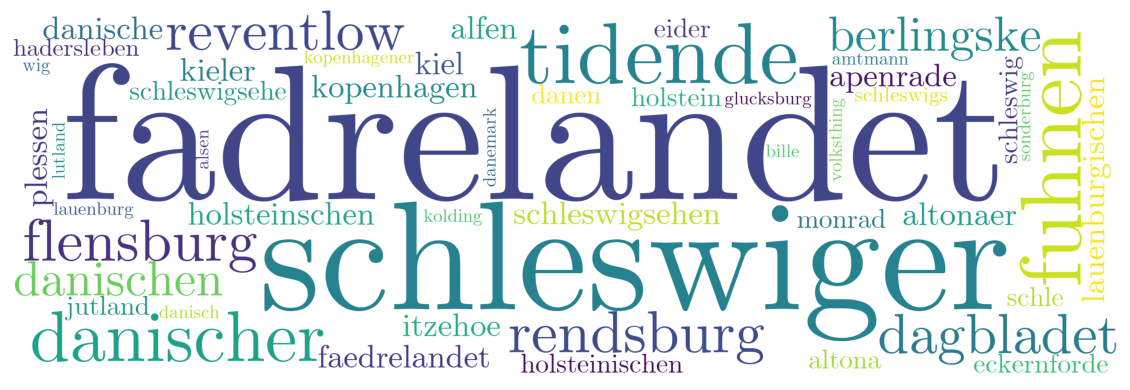 danische
reventlow
alfen
eider
berlingske
hadersleben
kopenhagener
kiel
tidende
amtmann
wig
kieler
apenrade
schleswigsehe
kopenhagen
danen
holstein
glucksburg
schleswigs
fadrelandet
schleswig
sonderburg
fuhnen
lauenburgischen
plessen
lutland
alsen
danemark
bille
volksthing
lauenburg
holsteinschen
kolding
schleswigsehen
monrad
altonaer
flensburg
schleswiger
danischen
jutland
danisch
schle
danischer
itzehoe
rendsburg
dagbladet
faedrelandet
holsteinischen
altona
eckernforde